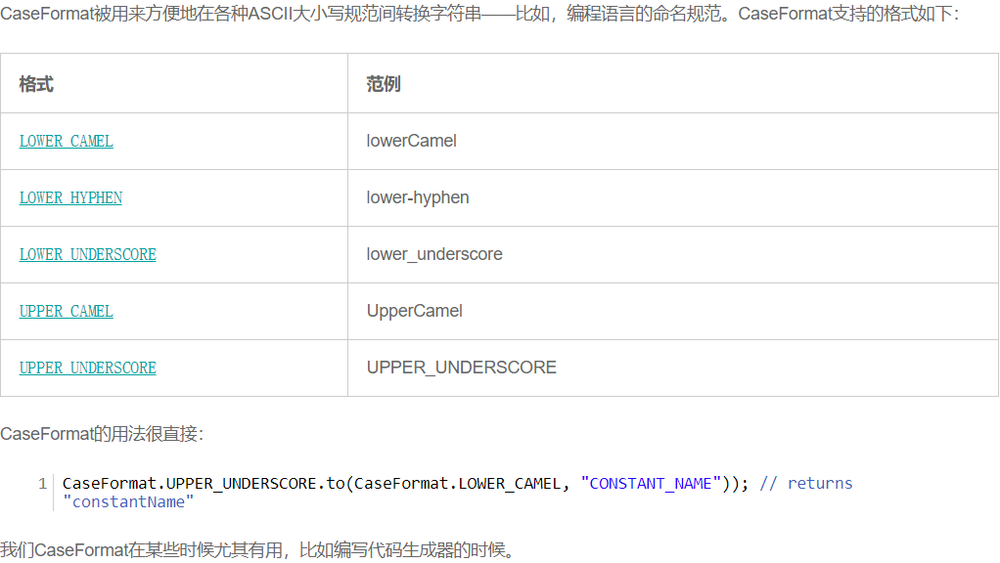 CaseFormat被用来方便地在各种ASCII大小写规范间转换字符串——比如，编程语言的命名规范。CaseFormat支持的格式如下：
格式 范例
LOWER_CAMEL lowerCamel
LOWER_HYPHEN lower-hyphen
LOWER_UNDERSCORE lower_underscore
UPPER_CAMEL UpperCamel
UPPER_UNDERSCORE UPPER_UNDERSCORE
CaseFormat的用法很直接：
1 CaseFormat.UPPER_UNDERSCORE.to(CaseFormat.LOWER_CAMEL, "CONSTANT_NAME")); // returns
"constantName"
我们CaseFormat在某些时候尤其有用，比如编写代码生成器的时候。